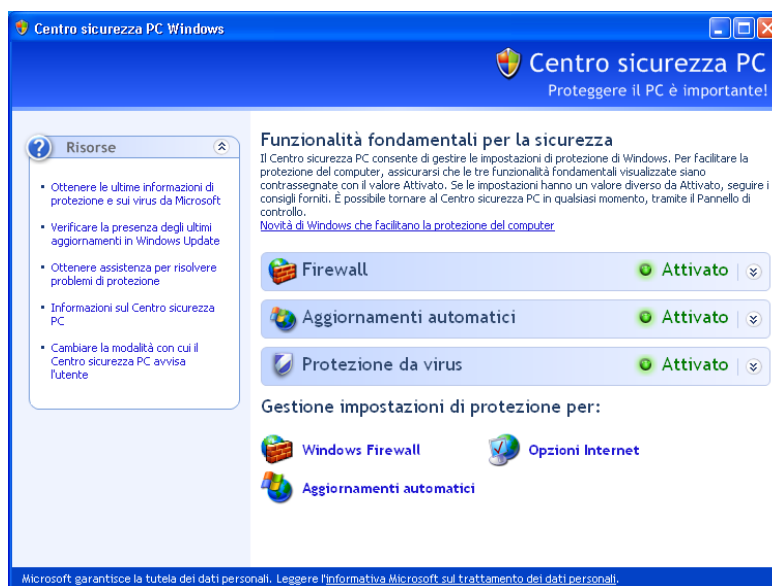 Centro sicurezza PC Windows
Centro sicurezza PC
Proteggere il PC è importante!
Risorse
Ottenere le ultime informazioni di
protezione e sui virus da Microsoft
Verificare la presenza degli ultimi
aggiornamenti in Windows Update
Ottenere assistenza per risolvere
problemi di protezione
Informazioni sul Centro sicurezza
PC
Cambiare la modalità con cui il
Centro sicurezza PC avvisa
l'utente
Funzionalità fondamentali per la sicurezza
Il Centro sicurezza PC consente di gestire le impostazioni di protezione di Windows. Per facilitare la
protezione del computer, assicurarsi che le tre funzionalità fondamentali visualizzate siano
contrassegnate con il valore Attivato. Se le impostazioni hanno un valore diverso da Attivato, seguire i
consigli forniti. È possibile tornare al Centro sicurezza PC in qualsiasi momento, tramite il Pannello di
controllo.
Novità di Windows che facilitano la protezione del computer
Firewall Attivato
Aggiornamenti automatici Attivato
Protezione da virus Attivato
Gestione impostazioni di protezione per:
Windows Firewall Opzioni Internet
Aggiornamenti automatici
Microsoft garantisce la tutela dei dati personali. Leggere l'informativa Microsoft sul trattamento dei dati personali.